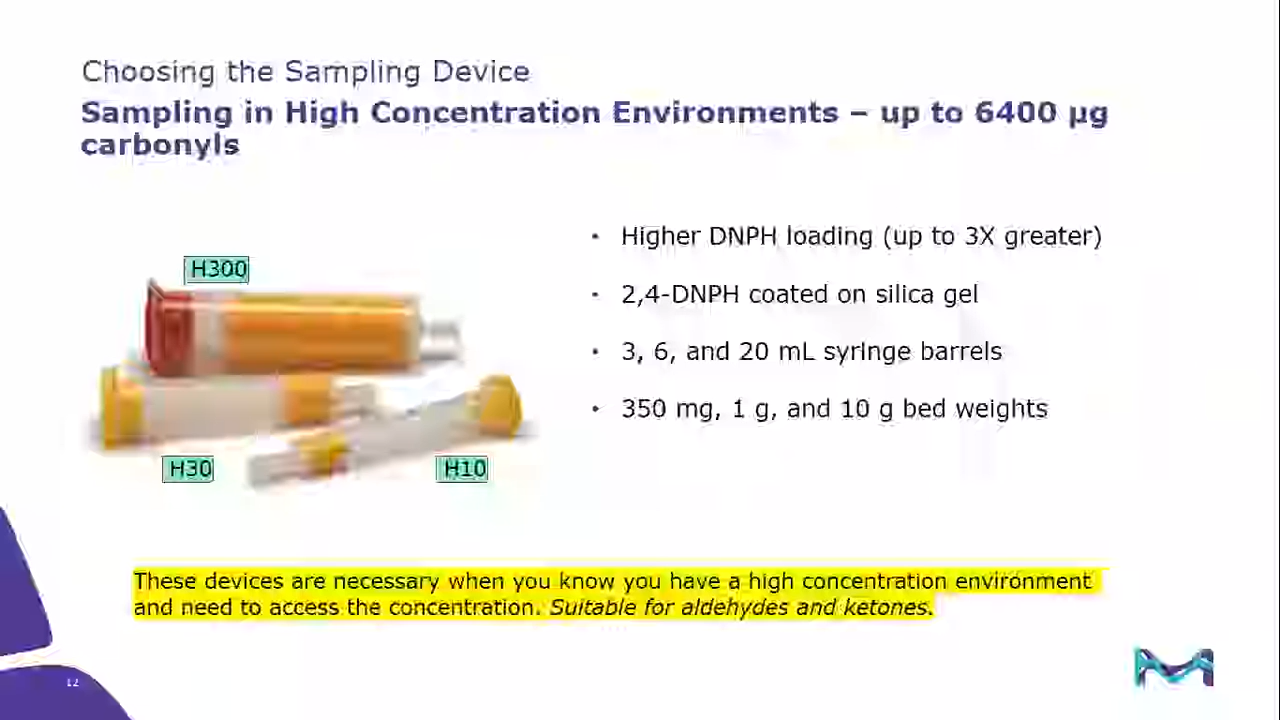 Choosing the Sampling Device
Sampling in High Concentration Environments – up to 6400 µg
carbonyls
H300
H30
H10
• Higher DNPH loading (up to 3X greater)
• 2,4-DNPH coated on silica gel
• 3, 6, and 20 mL syringe barrels
• 350 mg, 1 g, and 10 g bed weights
These devices are necessary when you know you have a high concentration environment
and need to access the concentration. Suitable for aldehydes and ketones.
12